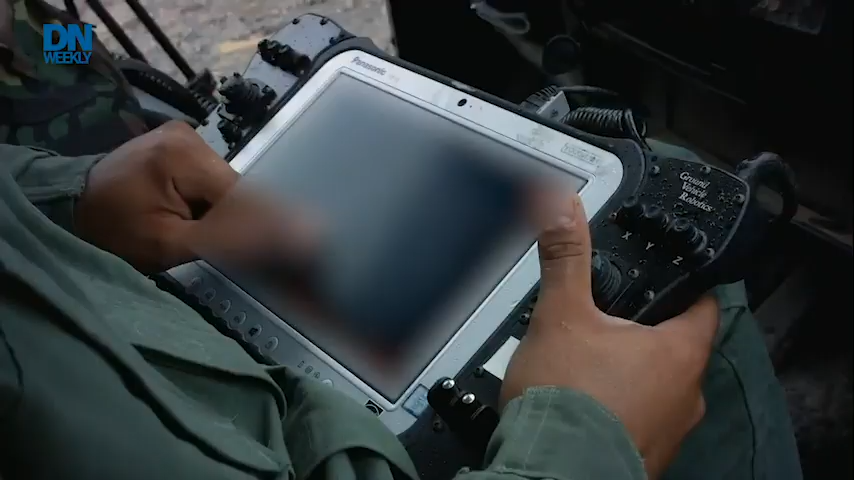 DN
WEEKLY
Panasonic
Ground
Vehicle
Robotics
X Y Z